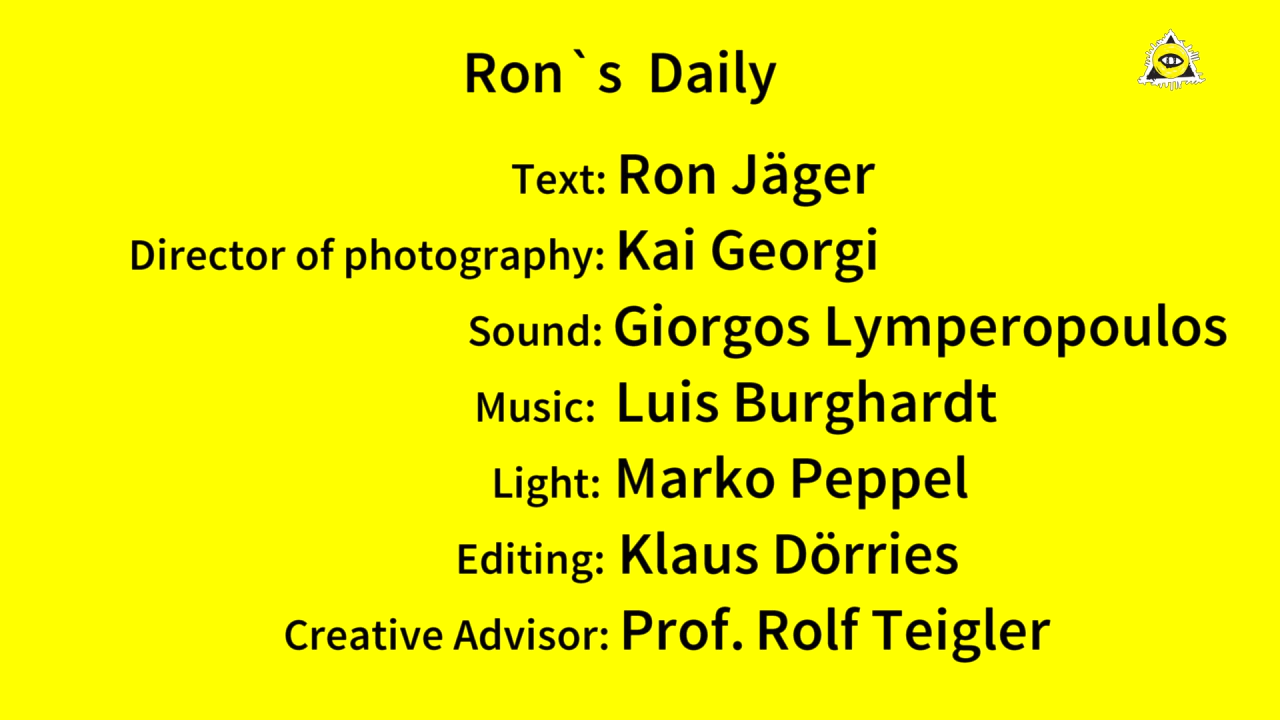 Ron`s Daily
Text: Ron Jäger
Director of photography: Kai Georgi
Sound: Giorgos Lymperopoulos
Music: Luis Burghardt
Light: Marko Peppel
Editing: Klaus Dörries
Creative Advisor: Prof. Rolf Teigler